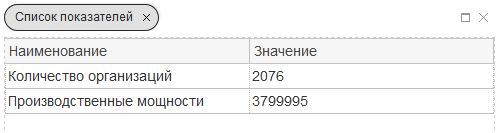 Список показателей
Наименование Значение
Количество организаций 2076
Производственные мощности 3799995